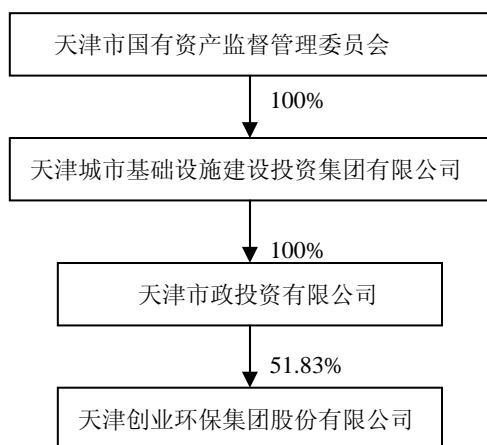 天津市国有资产监督管理委员会
100%
天津城市基础设施建设投资集团有限公司
100%
天津市政投资有限公司
51.83%
天津创业环保集团股份有限公司